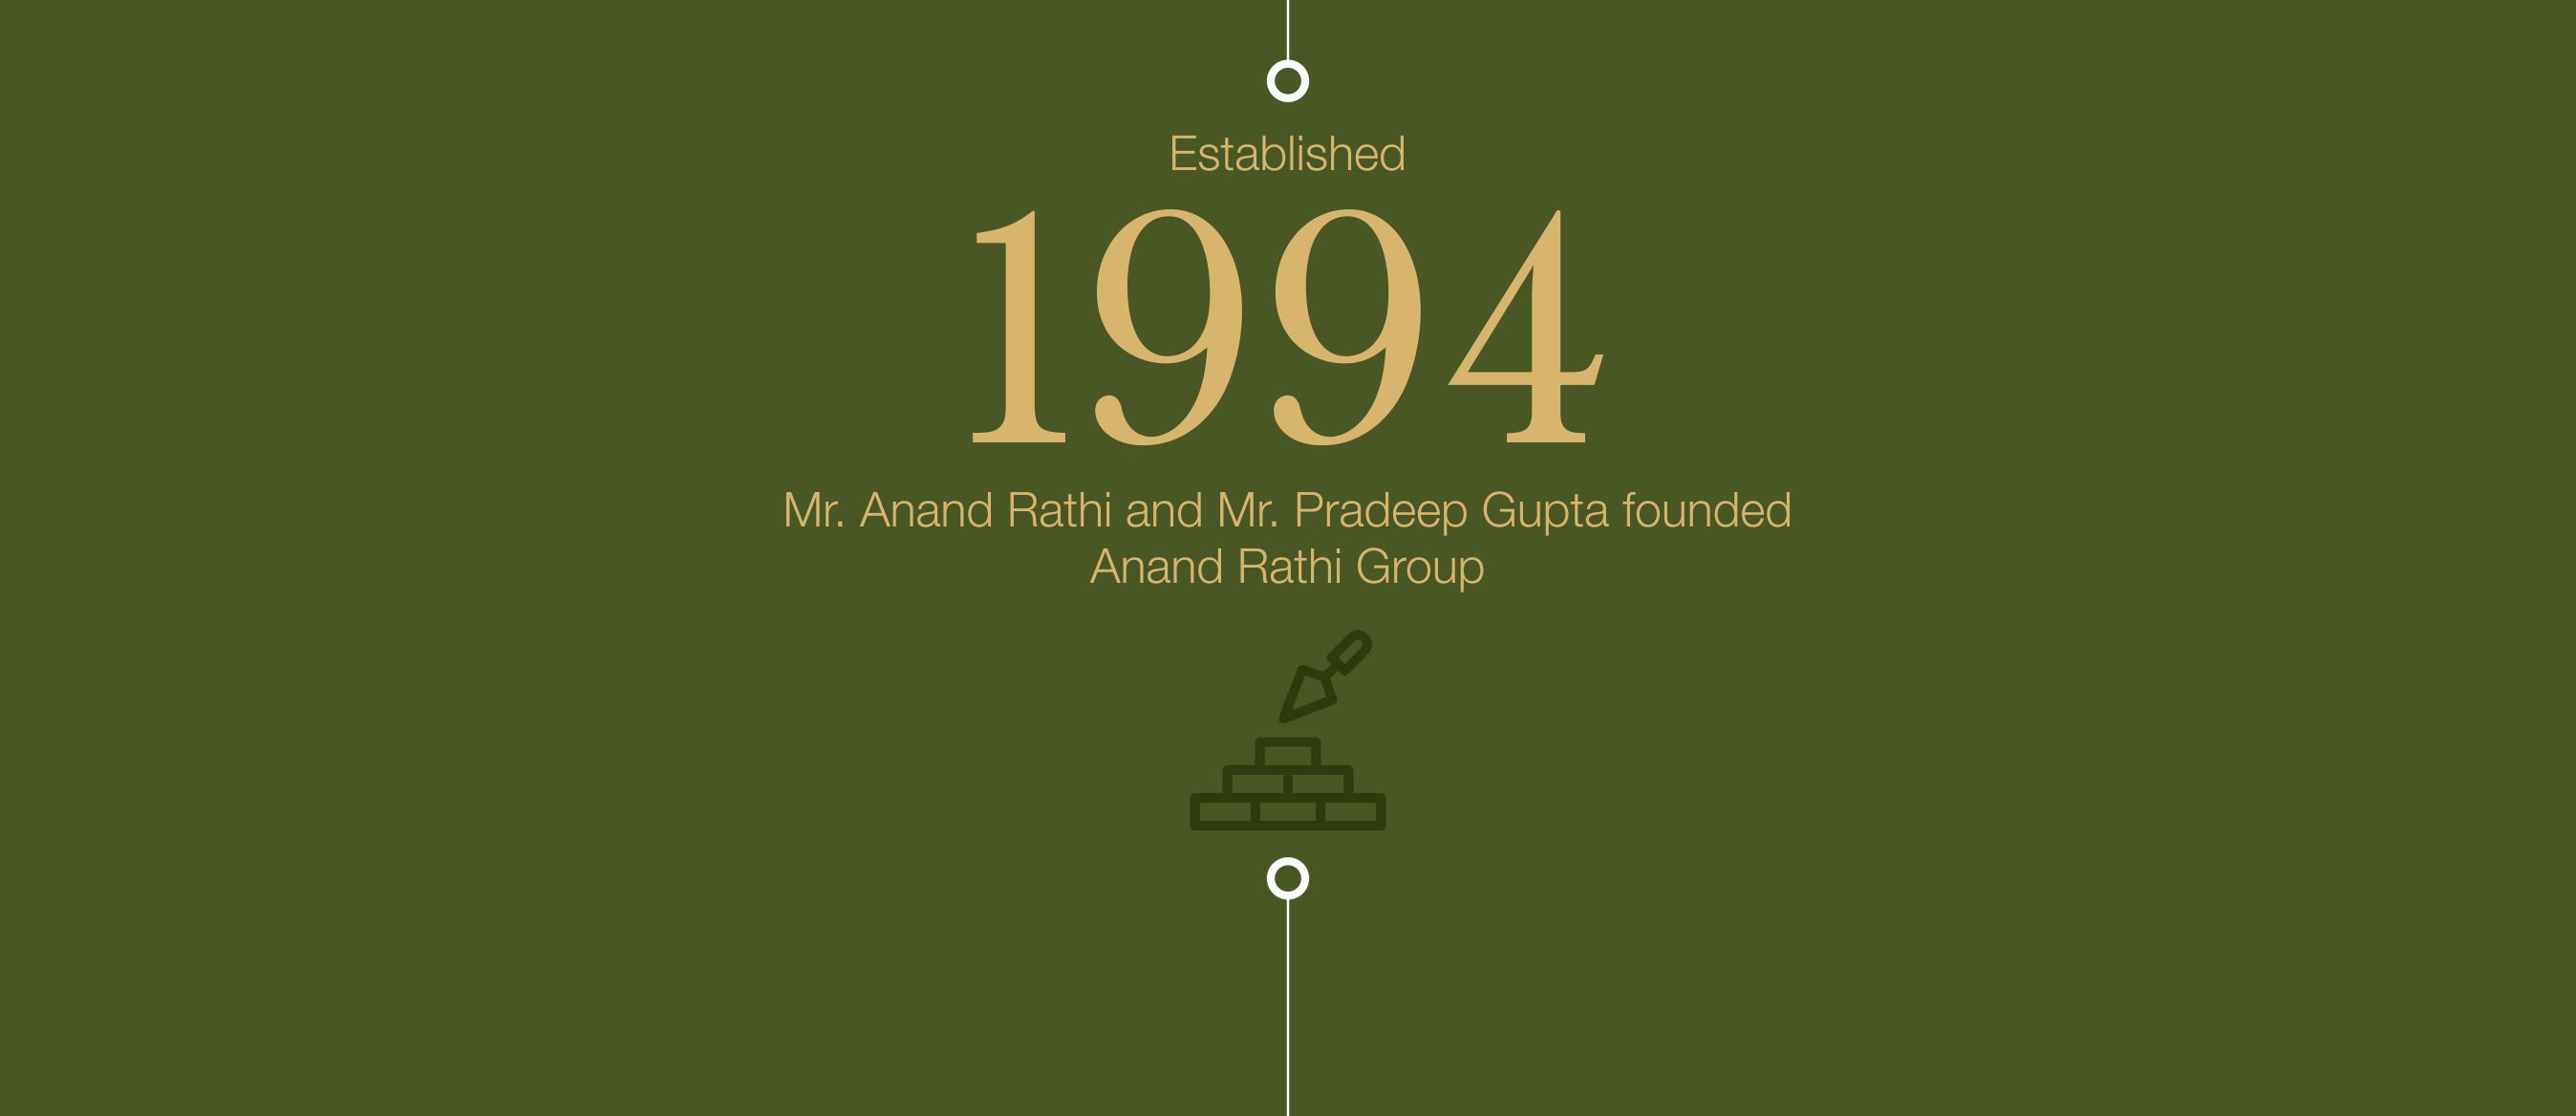 Established
1994
Mr. Anand Rathi and Mr. Pradeep Gupta founded
Anand Rathi Group